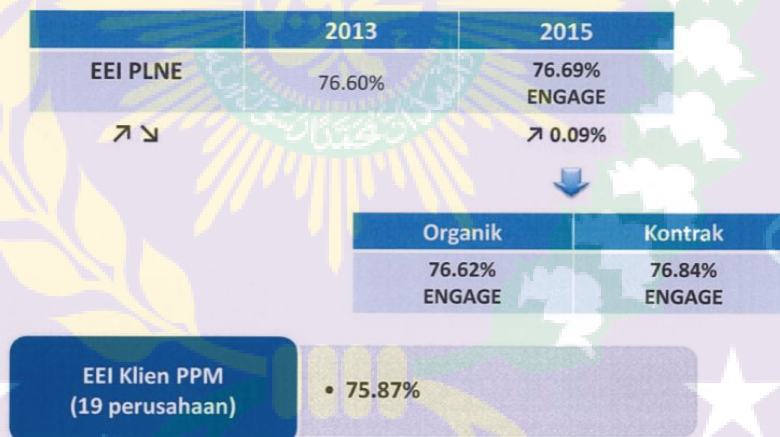 2013 2015
EEI PLNE 76.60% 76.69%
ENGAGE
↗ ↘ ↗ 0.09%
Organik Kontrak
76.62% 76.84%
ENGAGE ENGAGE
EEI Klien PPM
(19 perusahaan)
• 75.87%